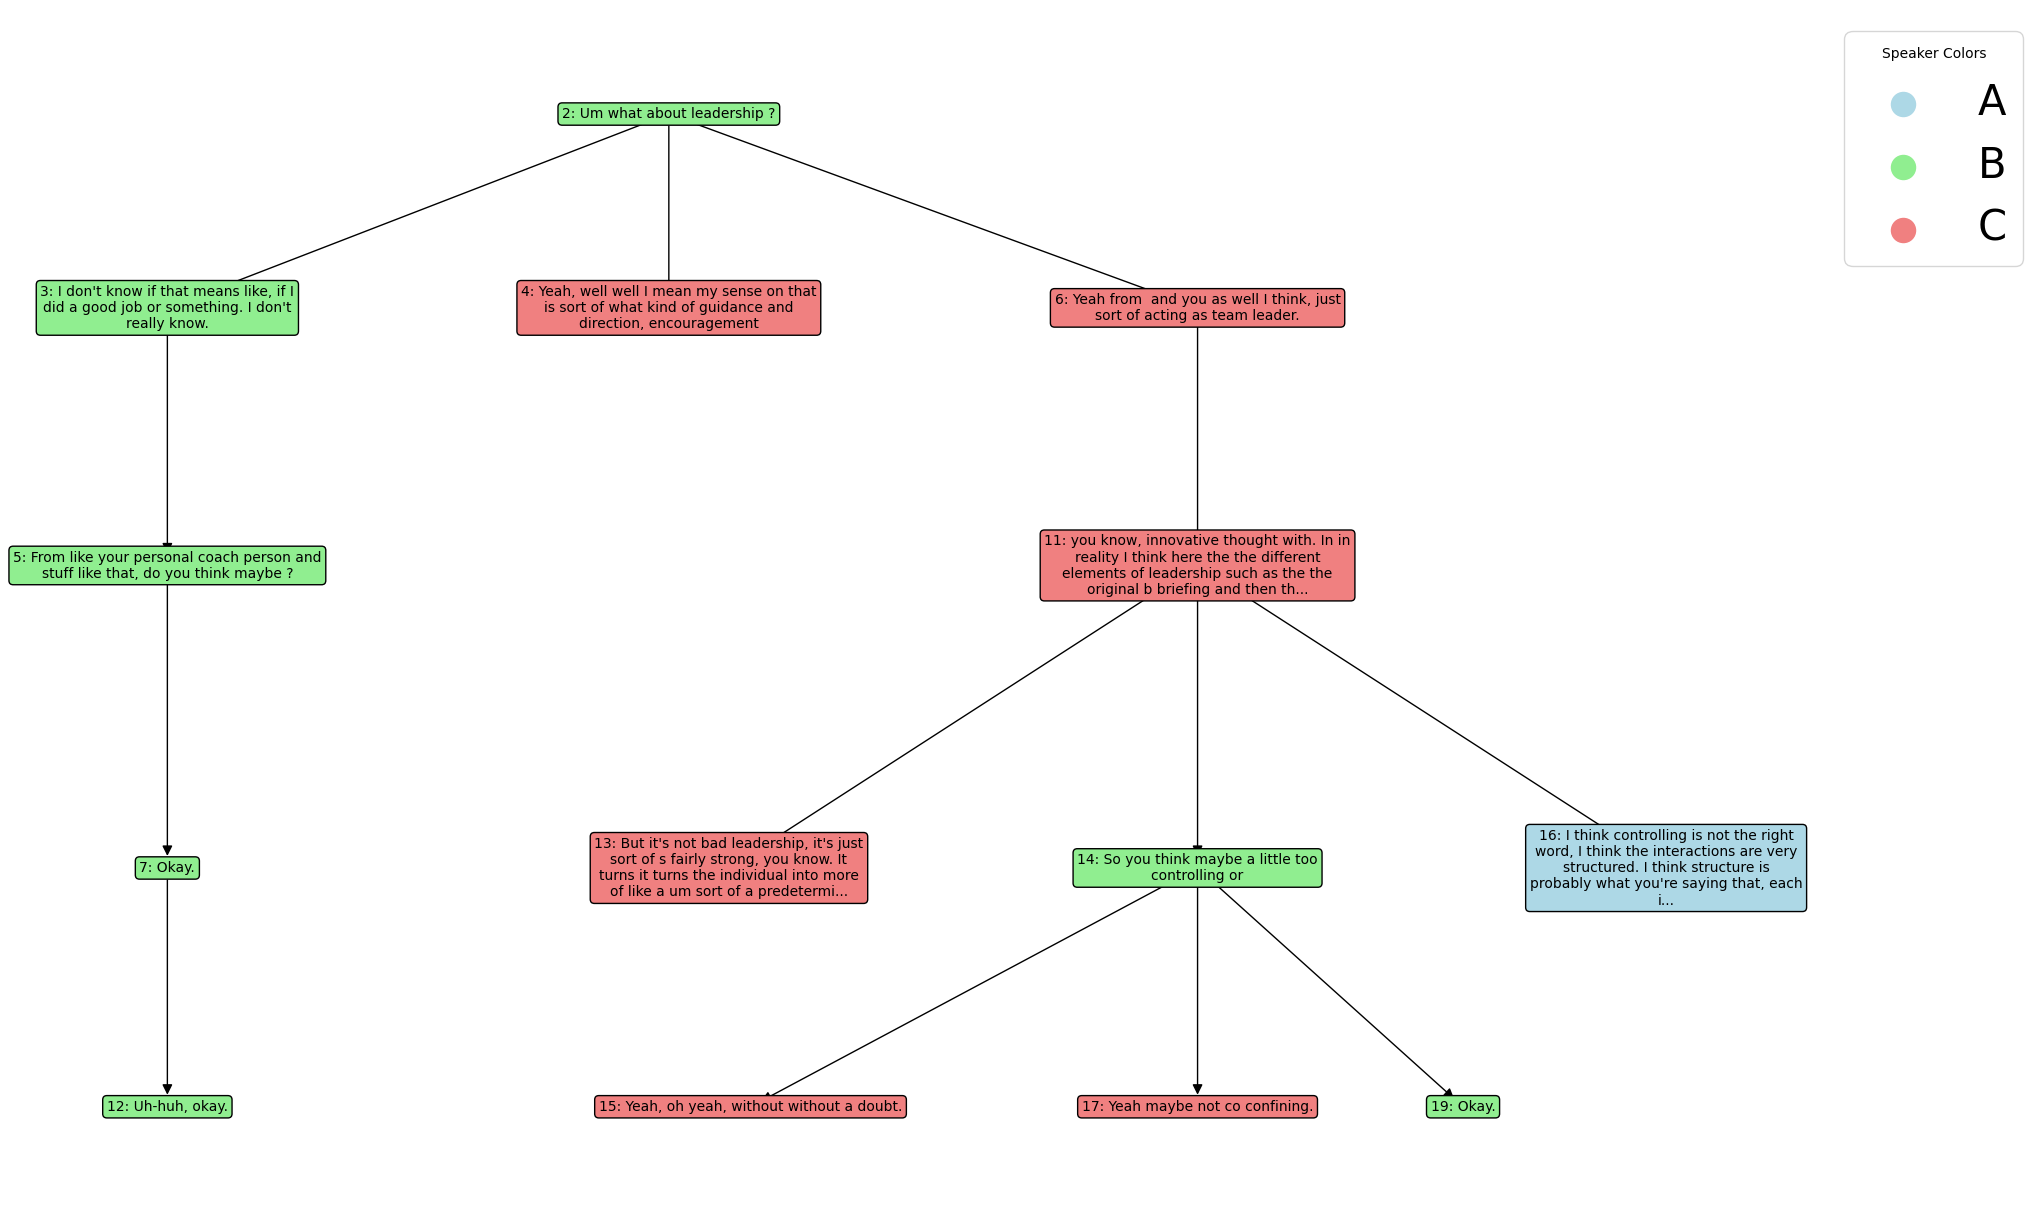 Speaker Colors
A
B
C
2: Um what about leadership ?
3: I don't know if that means like, if I
did a good job or something. I don't
really know.
4: Yeah, well well I mean my sense on that
is sort of what kind of guidance and
direction, encouragement
6: Yeah from  and you as well I think, just
sort of acting as team leader.
5: From like your personal coach person and
stuff like that, do you think maybe ?
11: you know, innovative thought with. In in
reality I think here the the different
elements of leadership such as the the
original b briefing and then th...
7: Okay.
13: But it's not bad leadership, it's just
sort of s fairly strong, you know. It
turns it turns the individual into more
of like a um sort of a predetermi...
14: So you think maybe a little too
controlling or
16: I think controlling is not the right
word, I think the interactions are very
structured. I think structure is
probably what you're saying that, each
i...
12: Uh-huh, okay.
15: Yeah, oh yeah, without without a doubt.
17: Yeah maybe not co confining.
19: Okay.